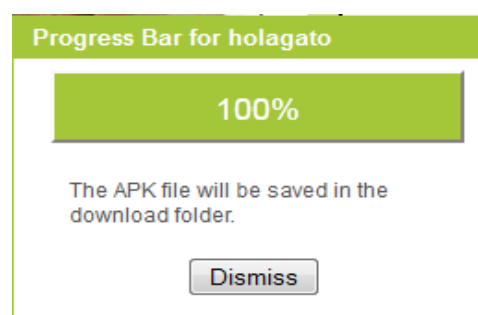 Progress Bar for holagato
100%
The APK file will be saved in the
download folder.
Dismiss